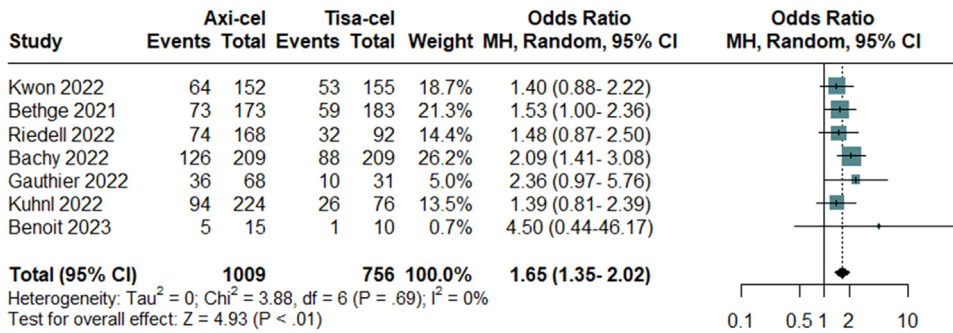 Axi-cel Tisa-cel Odds Ratio Odds Ratio
Study Events Total Events Total Weight MH, Random, 95% CI MH, Random, 95% CI
Kwon 2022 64 152 53 155 18.7% 1.40 (0.88- 2.22)
Bethge 2021 73 173 59 183 21.3% 1.53 (1.00- 2.36)
Riedell 2022 74 168 32 92 14.4% 1.48 (0.87- 2.50)
Bachy 2022 126 209 88 209 26.2% 2.09 (1.41- 3.08)
Gauthier 2022 36 68 10 31 5.0% 2.36 (0.97- 5.76)
Kuhnl 2022 94 224 26 76 13.5% 1.39 (0.81- 2.39)
Benoit 2023 5 15 1 10 0.7% 4.50 (0.44-46.17)
Total (95% CI) 1009 756 100.0% 1.65 (1.35- 2.02)
Heterogeneity: Tau² = 0; Chi² = 3.88, df = 6 (P = .69); I² = 0%
Test for overall effect: Z = 4.93 (P < .01)
0.1 0.5 1 2 10